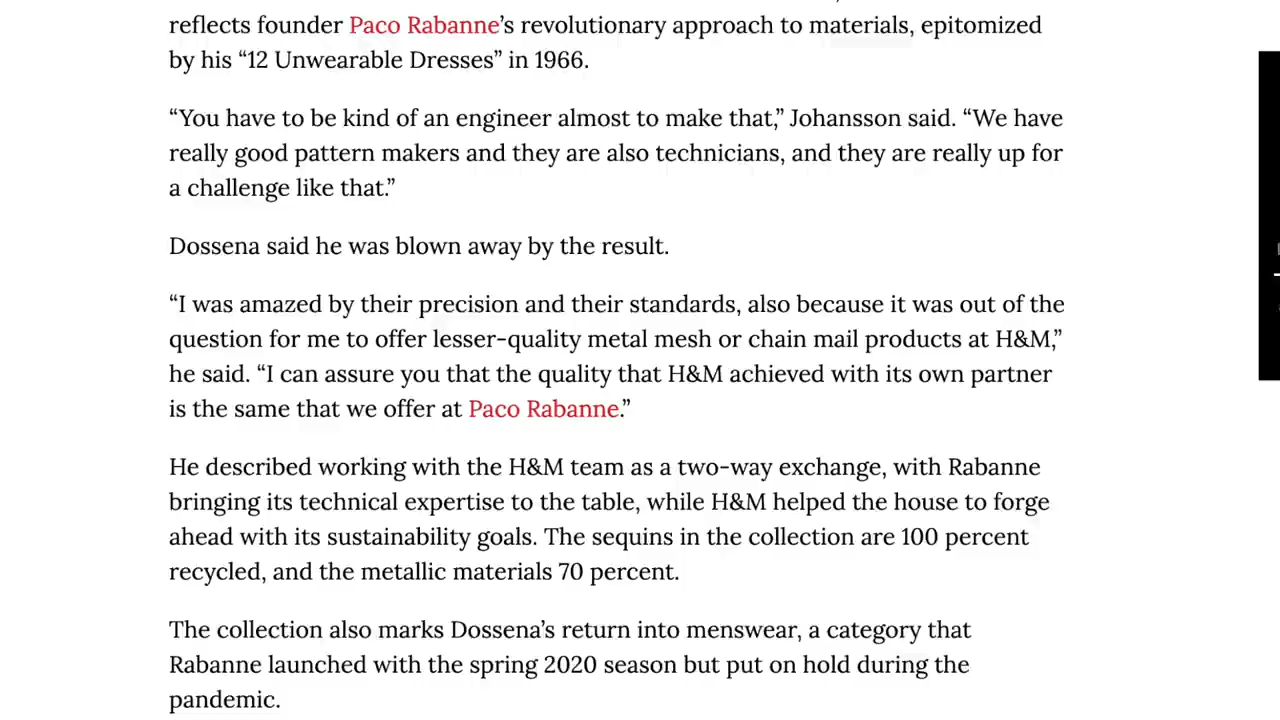 reflects founder Paco Rabanne’s revolutionary approach to materials, epitomized
by his “12 Unwearable Dresses” in 1966.
“You have to be kind of an engineer almost to make that,” Johansson said. “We have
really good pattern makers and they are also technicians, and they are really up for
a challenge like that.”
Dossena said he was blown away by the result.
“I was amazed by their precision and their standards, also because it was out of the
question for me to offer lesser-quality metal mesh or chain mail products at H&M,”
he said. “I can assure you that the quality that H&M achieved with its own partner
is the same that we offer at Paco Rabanne.”
He described working with the H&M team as a two-way exchange, with Rabanne
bringing its technical expertise to the table, while H&M helped the house to forge
ahead with its sustainability goals. The sequins in the collection are 100 percent
recycled, and the metallic materials 70 percent.
The collection also marks Dossena’s return into menswear, a category that
Rabanne launched with the spring 2020 season but put on hold during the
pandemic.